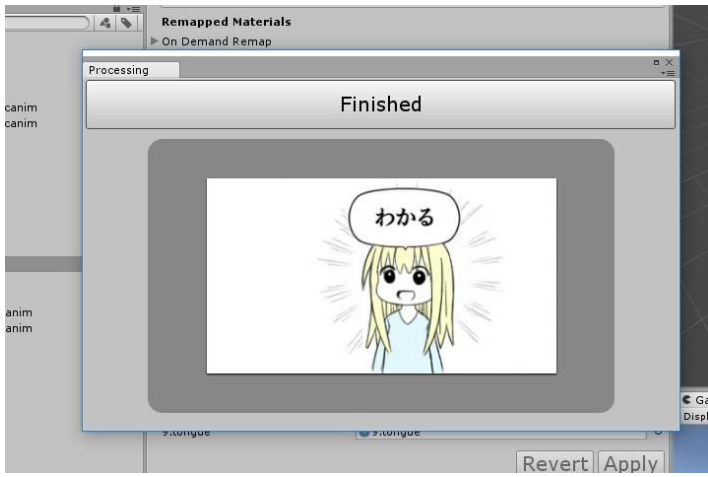 Remapped Materials
On Demand Remap
Processing
canim
canim
Finished
わかる
anim
anim
Ga
Displ
9.tongue
9.tongue
Revert
Apply